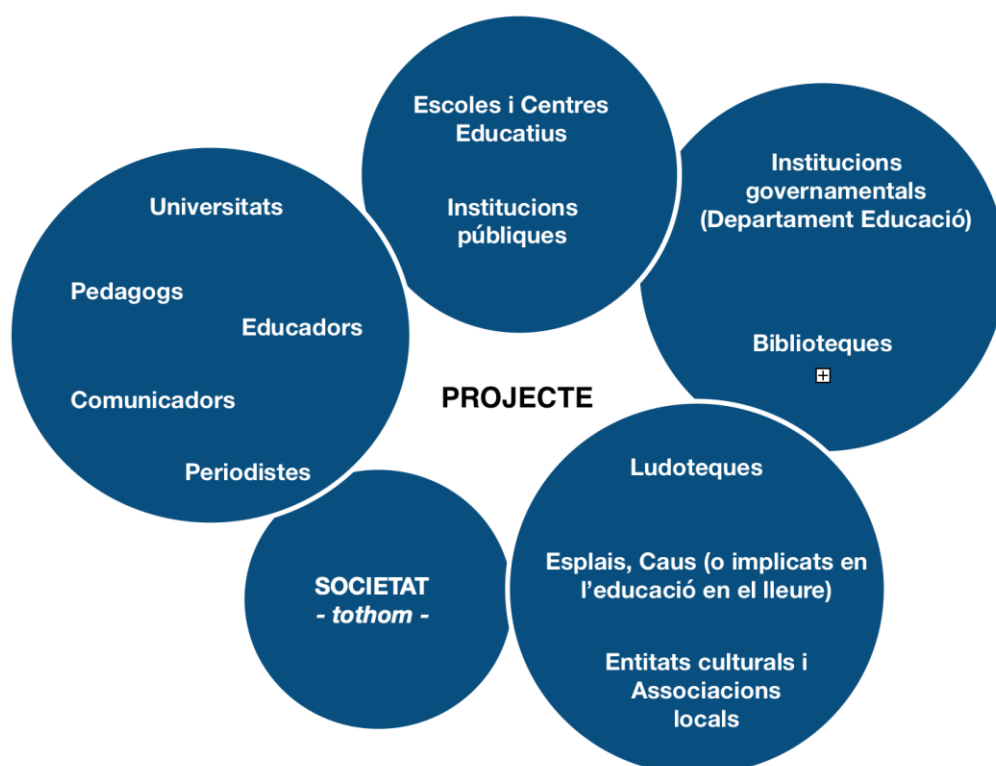 Escoles i Centres
Educatius
Institucions
públiques
Institucions
governamentals
(Departament Educació)
Biblioteques
Universitats
Pedagogs
Educadors
Comunicadors
Periodistes
PROJECTE
Ludoteques
Esplais, Caus (o implicats en
l’educació en el lleure)
Entitats culturals i
Associacions
locals
SOCIETAT
- tothom -